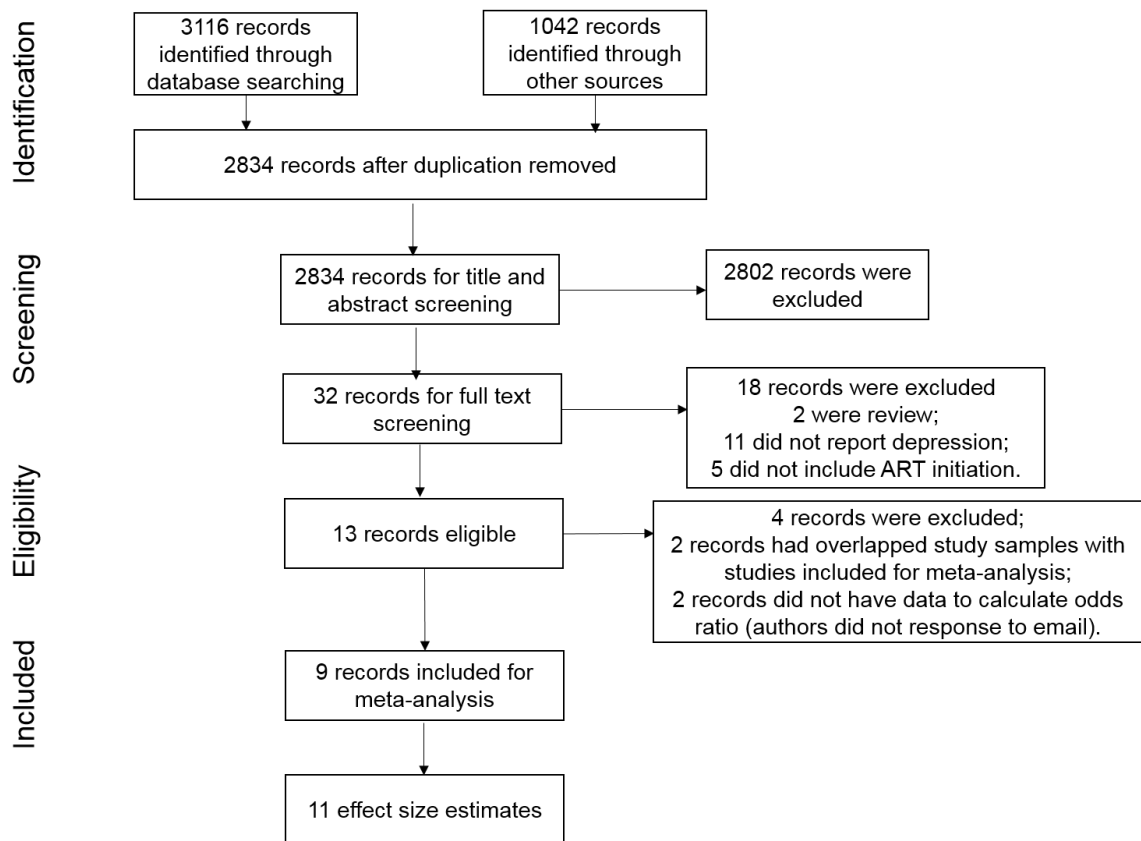 Identification
3116 records
identified through
database searching
1042 records
identified through
other sources
2834 records after duplication removed
Screening
2834 records for title and
abstract screening
2802 records were
excluded
32 records for full text
screening
18 records were excluded
2 were review;
11 did not report depression;
5 did not include ART initiation.
Eligibility
13 records eligible
4 records were excluded;
2 records had overlapped study samples with
studies included for meta-analysis;
2 records did not have data to calculate odds
ratio (authors did not response to email).
Included
9 records included for
meta-analysis
11 effect size estimates